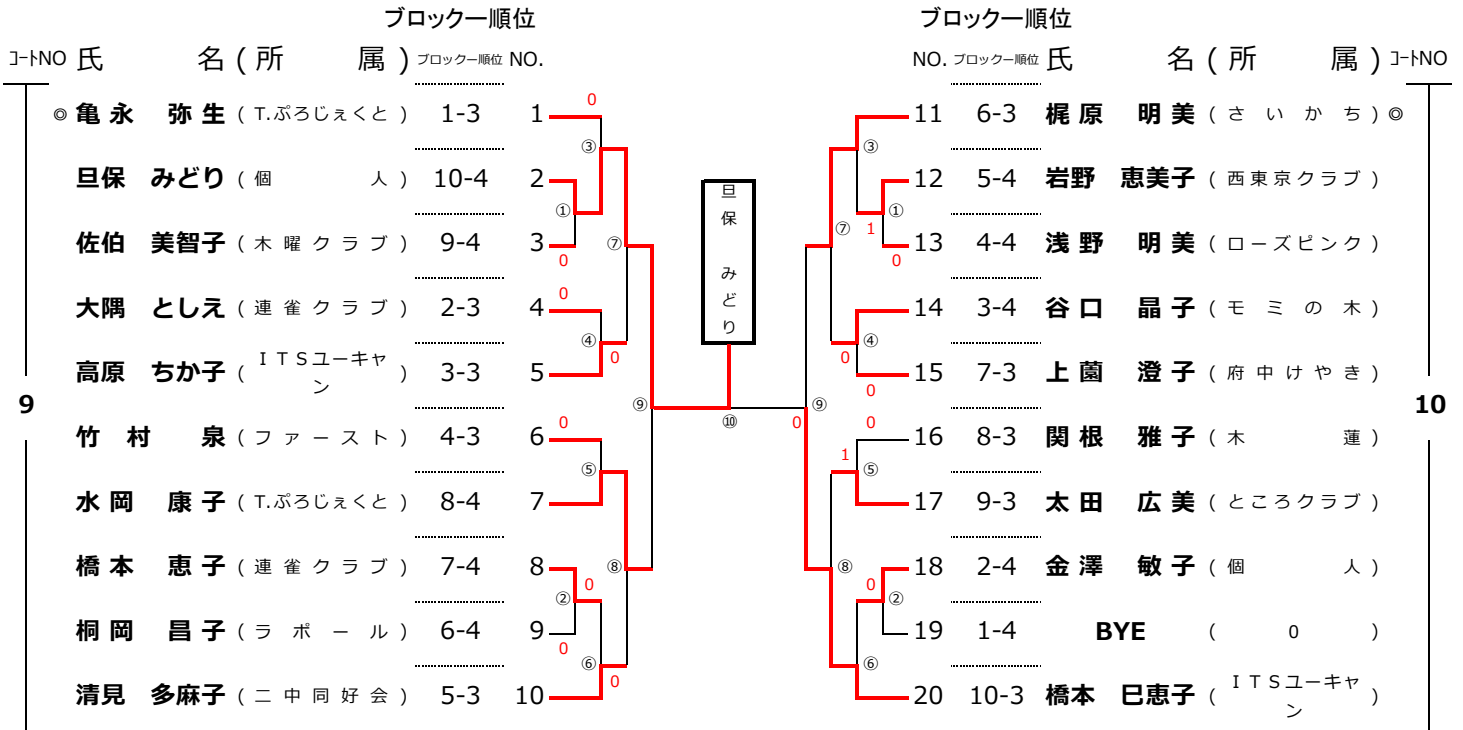 ブロック一順位 ブロック一順位
ｺｰﾄNO 氏 名 ( 所 属 ) ブロック一順位 NO. NO. ブロック一順位 氏 名 ( 所 属 ) ｺｰﾄNO
◎ 亀永 弥生 ( T.ぷろじぇくと ) 1-3 1 0 11 6-3 梶原 明美 ( さいかち ) ◎
③ ③
旦保 みどり ( 個 人 ) 10-4 2 12 5-4 岩野 恵美子 ( 西東京クラブ )
① ①
旦保 みどり
⑦ ⑦ 1
佐伯 美智子 ( 木曜クラブ ) 9-4 3 13 4-4 浅野 明美 ( ローズピンク )
0 0
大隅 としえ ( 連雀クラブ ) 2-3 4 0 14 3-4 谷口 晶子 ( モミの木 )
④ 0 0 ④
高原 ちか子 ( ITSユーキャン ) 3-3 5 15 7-3 上薗 澄子 ( 府中けやき )
0
9 ⑨ ⑩ 0 ⑨ 10
竹村 泉 ( ファースト ) 4-3 6 0 0 16 8-3 関根 雅子 ( 木 蓮 )
⑤ 1 ⑤
水岡 康子 ( T.ぷろじぇくと ) 8-4 7 17 9-3 太田 広美 ( ところクラブ )
橋本 恵子 ( 連雀クラブ ) 7-4 8 0 ⑧ ⑧ 0 18 2-4 金澤 敏子 ( 個 人 )
② ②
桐岡 昌子 ( ラポール ) 6-4 9 19 1-4 BYE ( 0 )
0
⑥ 0 ⑥
清見 多麻子 ( 二中同好会 ) 5-3 10 20 10-3 橋本 巳恵子 ( ITSユーキャン )